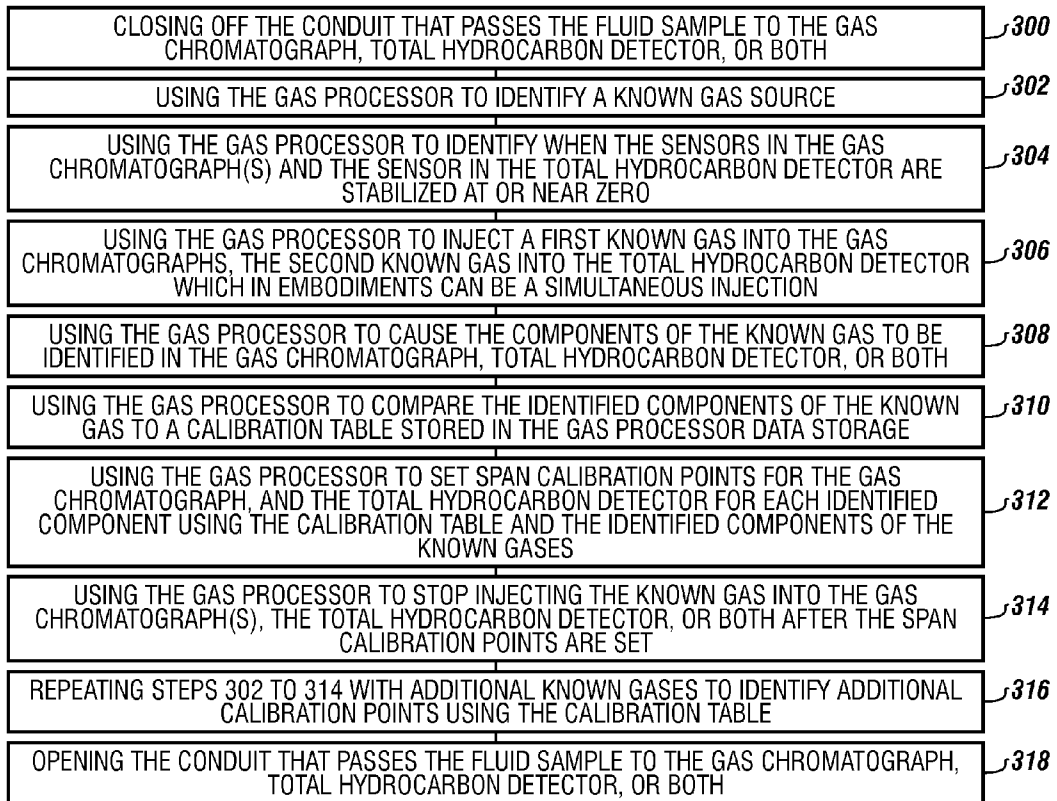 CLOSING OFF THE CONDUIT THAT PASSES THE FLUID SAMPLE TO THE GAS
CHROMATOGRAPH, TOTAL HYDROCARBON DETECTOR, OR BOTH
300
USING THE GAS PROCESSOR TO IDENTIFY A KNOWN GAS SOURCE
302
USING THE GAS PROCESSOR TO IDENTIFY WHEN THE SENSORS IN THE GAS
CHROMATOGRAPH(S) AND THE SENSOR IN THE TOTAL HYDROCARBON DETECTOR ARE
STABILIZED AT OR NEAR ZERO
304
USING THE GAS PROCESSOR TO INJECT A FIRST KNOWN GAS INTO THE GAS
CHROMATOGRAPHS, THE SECOND KNOWN GAS INTO THE TOTAL HYDROCARBON DETECTOR
WHICH IN EMBODIMENTS CAN BE A SIMULTANEOUS INJECTION
306
USING THE GAS PROCESSOR TO CAUSE THE COMPONENTS OF THE KNOWN GAS TO BE
IDENTIFIED IN THE GAS CHROMATOGRAPH, TOTAL HYDROCARBON DETECTOR, OR BOTH
308
USING THE GAS PROCESSOR TO COMPARE THE IDENTIFIED COMPONENTS OF THE KNOWN
GAS TO A CALIBRATION TABLE STORED IN THE GAS PROCESSOR DATA STORAGE
310
USING THE GAS PROCESSOR TO SET SPAN CALIBRATION POINTS FOR THE GAS
CHROMATOGRAPH, AND THE TOTAL HYDROCARBON DETECTOR FOR EACH IDENTIFIED
COMPONENT USING THE CALIBRATION TABLE AND THE IDENTIFIED COMPONENTS OF THE
KNOWN GASES
312
USING THE GAS PROCESSOR TO STOP INJECTING THE KNOWN GAS INTO THE GAS
CHROMATOGRAPH(S), THE TOTAL HYDROCARBON DETECTOR, OR BOTH AFTER THE SPAN
CALIBRATION POINTS ARE SET
314
REPEATING STEPS 302 TO 314 WITH ADDITIONAL KNOWN GASES TO IDENTIFY ADDITIONAL
CALIBRATION POINTS USING THE CALIBRATION TABLE
316
OPENING THE CONDUIT THAT PASSES THE FLUID SAMPLE TO THE GAS CHROMATOGRAPH,
TOTAL HYDROCARBON DETECTOR, OR BOTH
318